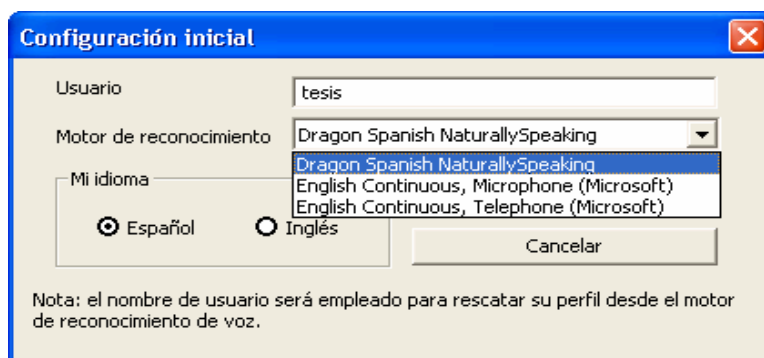 Configuración inicial
Usuario
tesis
Motor de reconocimiento
Dragon Spanish NaturallySpeaking
Dragon Spanish NaturallySpeaking
English Continuous, Microphone (Microsoft)
English Continuous, Telephone (Microsoft)
Mi idioma
Español
Inglés
Cancelar
Nota: el nombre de usuario será empleado para rescatar su perfil desde el motor
de reconocimiento de voz.